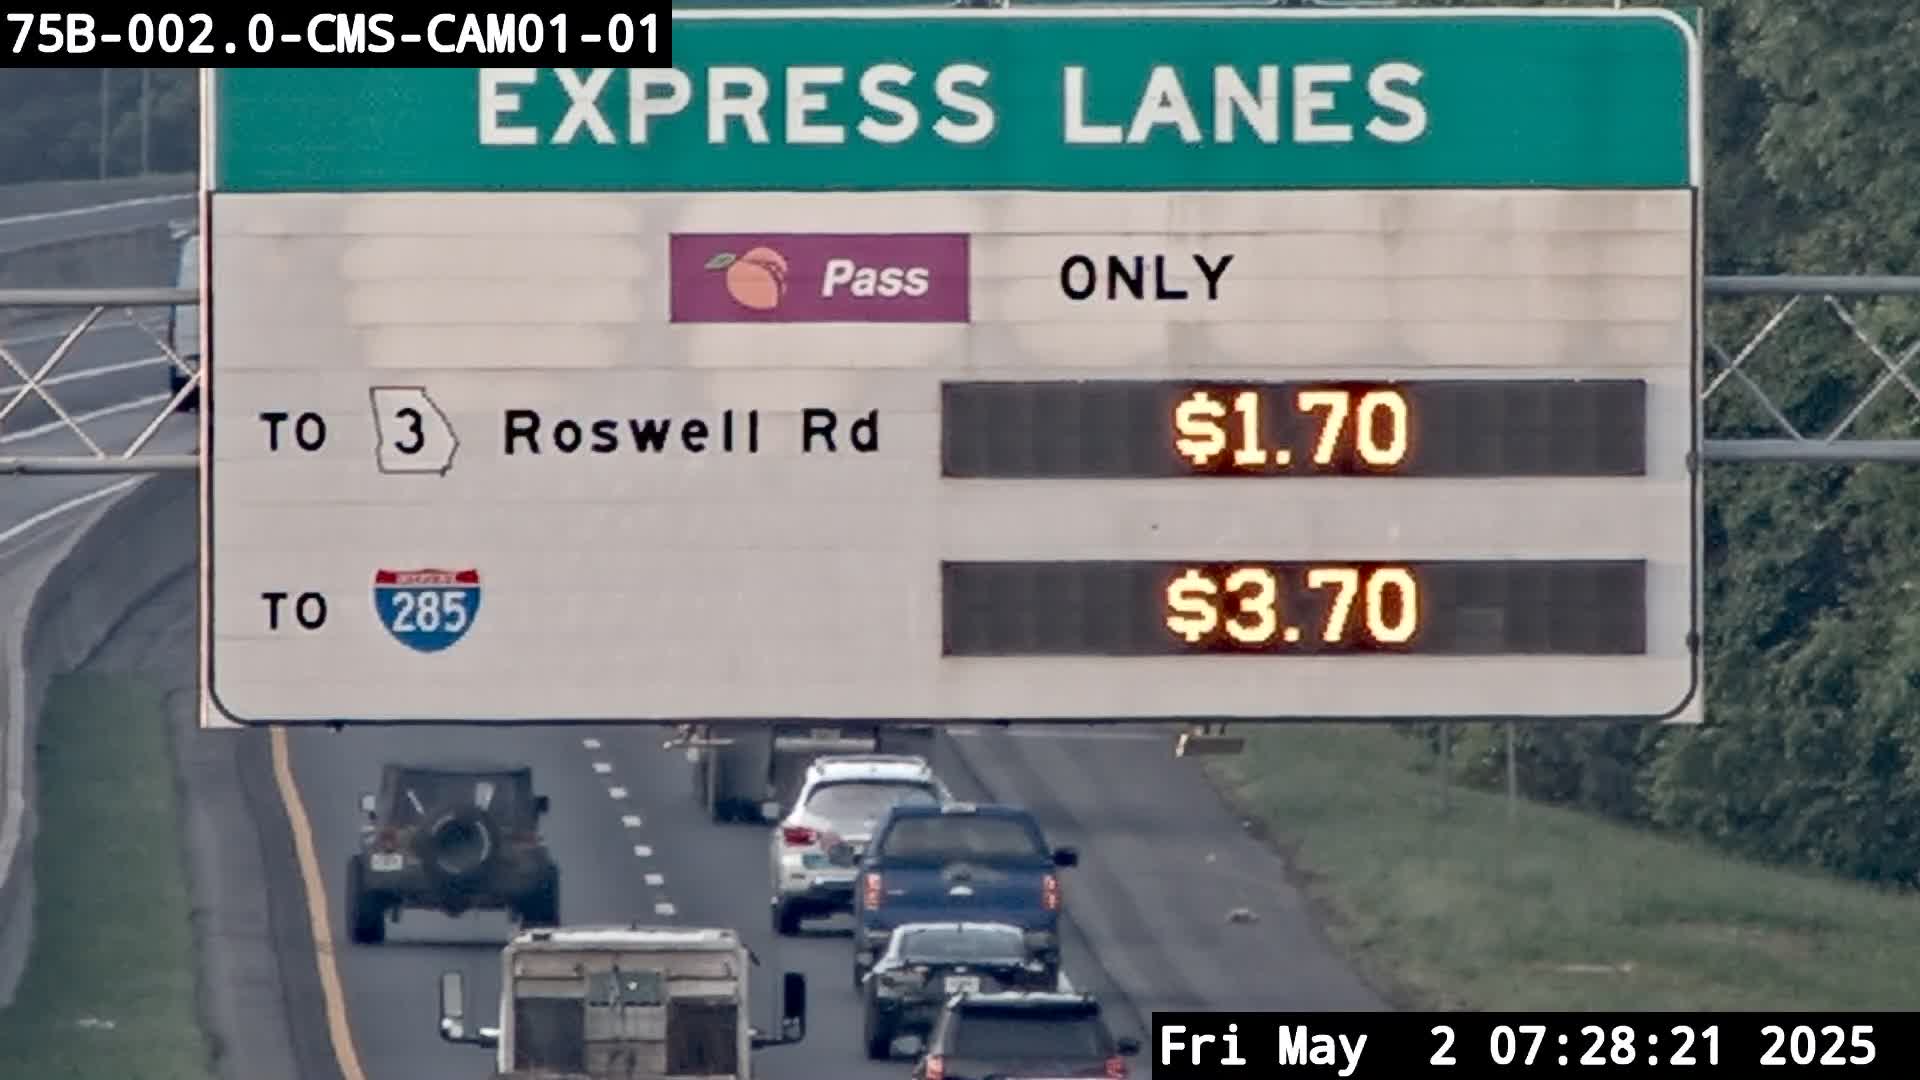 75B-002.0-CMS-CAM01-01
EXPRESS LANES
Pass ONLY
TO 3 Roswell Rd $1.70
TO 285 $3.70
Fri May 2 07:28:21 2025